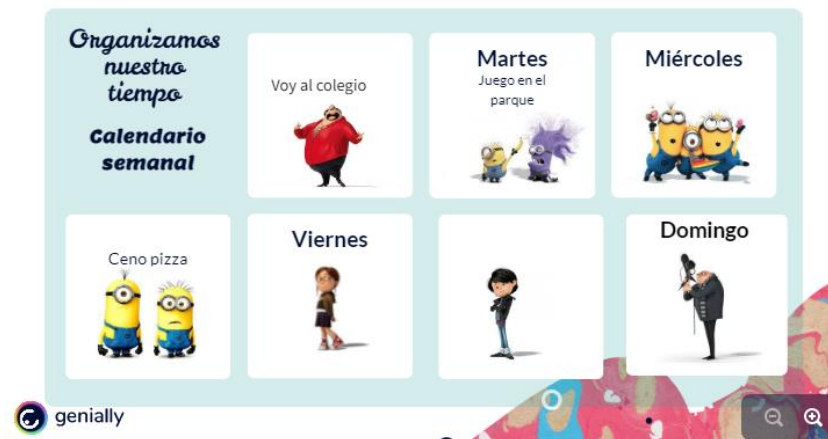 Organizamos
nuestro
tiempo
Calendario
semanal
Voy al colegio
Martes
Juego en el
parque
Miércoles
Ceno pizza
Viernes
Domingo
genially